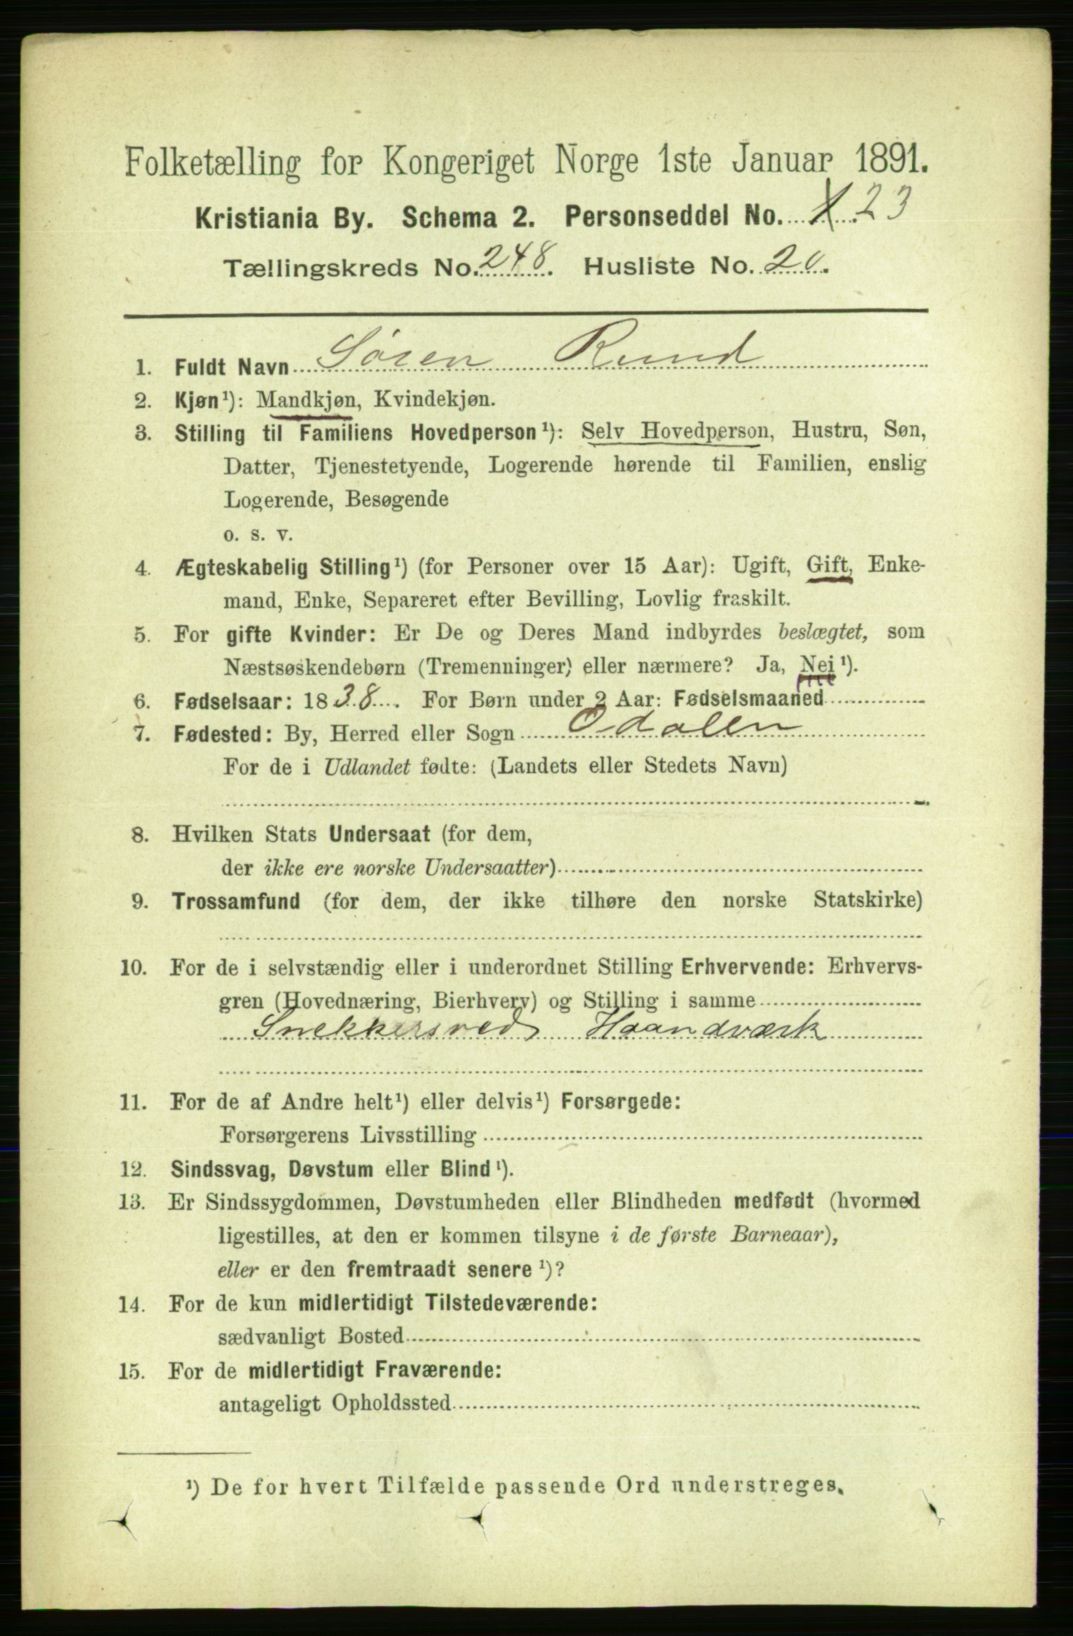 Folketælling for Kongeriget Norge 1ste Januar 1891.
Kristiania By. Schema 2. Personseddel No. 1 23
Tællingskreds No. 248. Husliste No. 20.
1. Fuldt Navn Søren Rund
2. Kjøn¹): Mandkjøn, Kvindekjøn.
3. Stilling til Familiens Hovedperson¹): Selv Hovedperson, Hustru, Søn,
Datter, Tjenestetyende, Logerende hørende til Familien, enslig
Logerende, Besøgende
o. s. v.
4. Ægteskabelig Stilling¹) (for Personer over 15 Aar): Ugift, Gift, Enke-
mand, Enke, Separeret efter Bevilling, Lovlig fraskilt.
5. For gifte Kvinder: Er De og Deres Mand indbyrdes beslægtet, som
Næstsøskendebørn (Tremenninger) eller nærmere? Ja, Nei¹).
6. Fødselsaar: 1838. For Børn under 2 Aar: Fødselsmaaned
7. Fødested: By, Herred eller Sogn Odalen
For de i Udlandet fødte: (Landets eller Stedets Navn)
8. Hvilken Stats Undersaat (for dem,
der ikke ere norske Undersaatter)
9. Trossamfund (for dem, der ikke tilhøre den norske Statskirke)
10. For de i selvstændig eller i underordnet Stilling Erhvervende: Erhvervs-
gren (Hovednæring, Bierhverv) og Stilling i samme
Snekkersved Haandværk
11. For de af Andre helt¹) eller delvis¹) Forsørgede:
Forsørgerens Livsstilling
12. Sindssvag, Døvstum eller Blind¹).
13. Er Sindssygdommen, Døvstumheden eller Blindheden medfødt (hvormed
ligestilles, at den er kommen tilsyne i de første Barneaar),
eller er den fremtraadt senere¹)?
14. For de kun midlertidigt Tilstedeværende:
sædvanligt Bosted
15. For de midlertidigt Fraværende:
antageligt Opholdssted
¹) De for hvert Tilfælde passende Ord understreges.